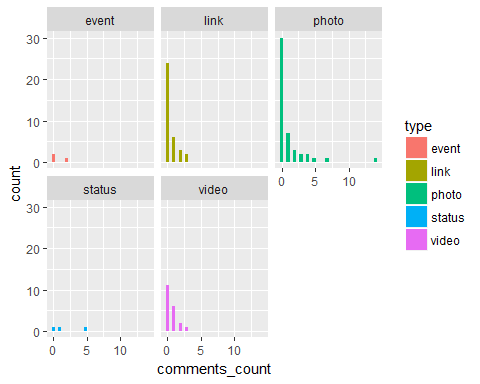 event link photo
30
20
10
0
0 5 10
status video
30
20
10
0
0 5 10 0 5 10
count
comments_count
type
event
link
photo
status
video